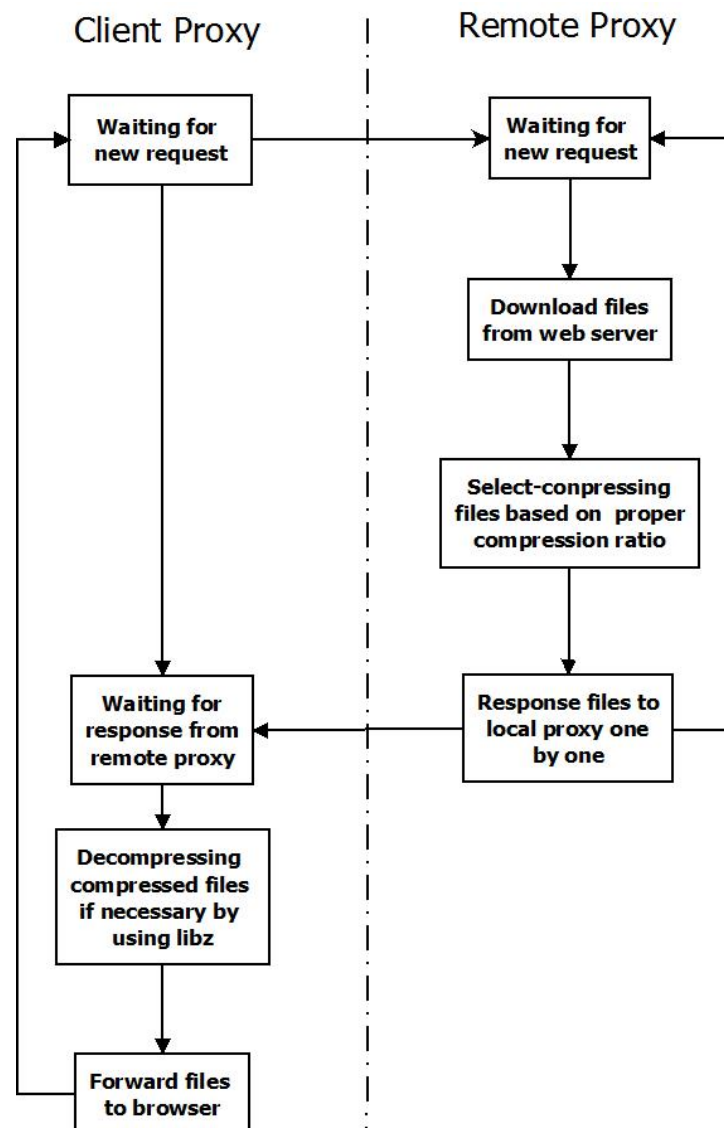 Client Proxy
Remote Proxy
Waiting for
new request
Waiting for
new request
Download files
from web server
Select-conpressing
files based on proper
compression ratio
Waiting for
response from
remote proxy
Response files to
local proxy one
by one
Decompressing
compressed files
if necessary by
using libz
Forward files
to browser